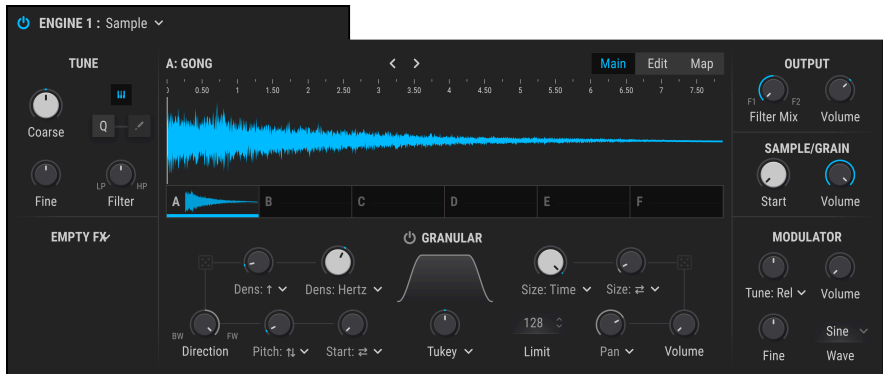 ENGINE 1 : Sample
TUNE
A: GONG
Main Edit Map
OUTPUT
0 0.50 1 1.50 2 2.50 3 3.50 4 4.50 5 5.50 6 6.50 7 7.50
Coarse
Q
F1 F2
Filter Mix Volume
SAMPLE/GRAIN
LP HP
Fine Filter
A B C D E F
Start Volume
EMPTY FX
GRANULAR
MODULATOR
Dens: ↑ Dens: Hertz Size: Time Size: ⇄
Tune: Rel Volume
BW FW
128
Sine
Direction Pitch: ⇅ Start: ⇄ Tukey Limit Pan Volume
Fine Wave